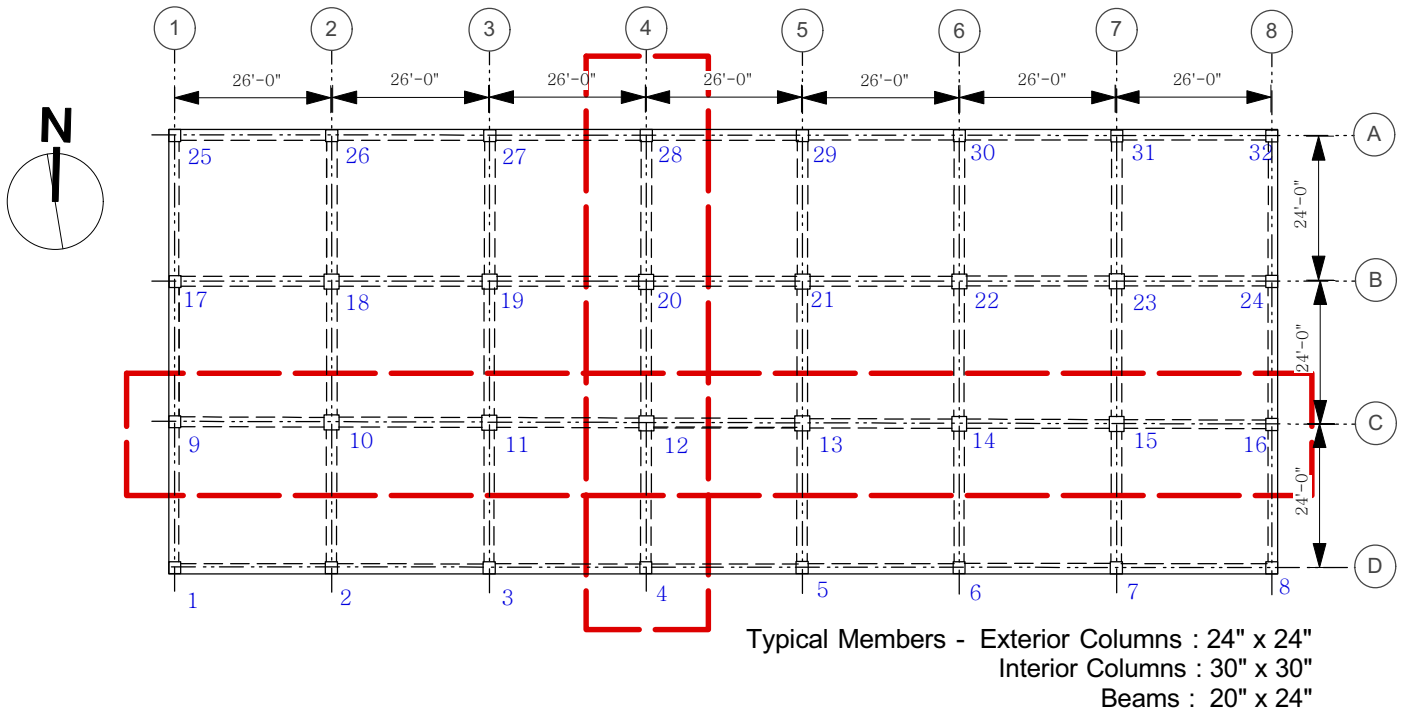 1 2 3 4 5 6 7 8
26'-0" 26'-0" 26'-0" 26'-0" 26'-0" 26'-0" 26'-0"
N
A
25 26 27 28 29 30 31 32
24'-0"
B
17 18 19 20 21 22 23 24
24'-0"
C
9 10 11 12 13 14 15 16
24'-0"
D
1 2 3 4 5 6 7 8
Typical Members - Exterior Columns : 24" x 24"
Interior Columns : 30" x 30"
Beams : 20" x 24"